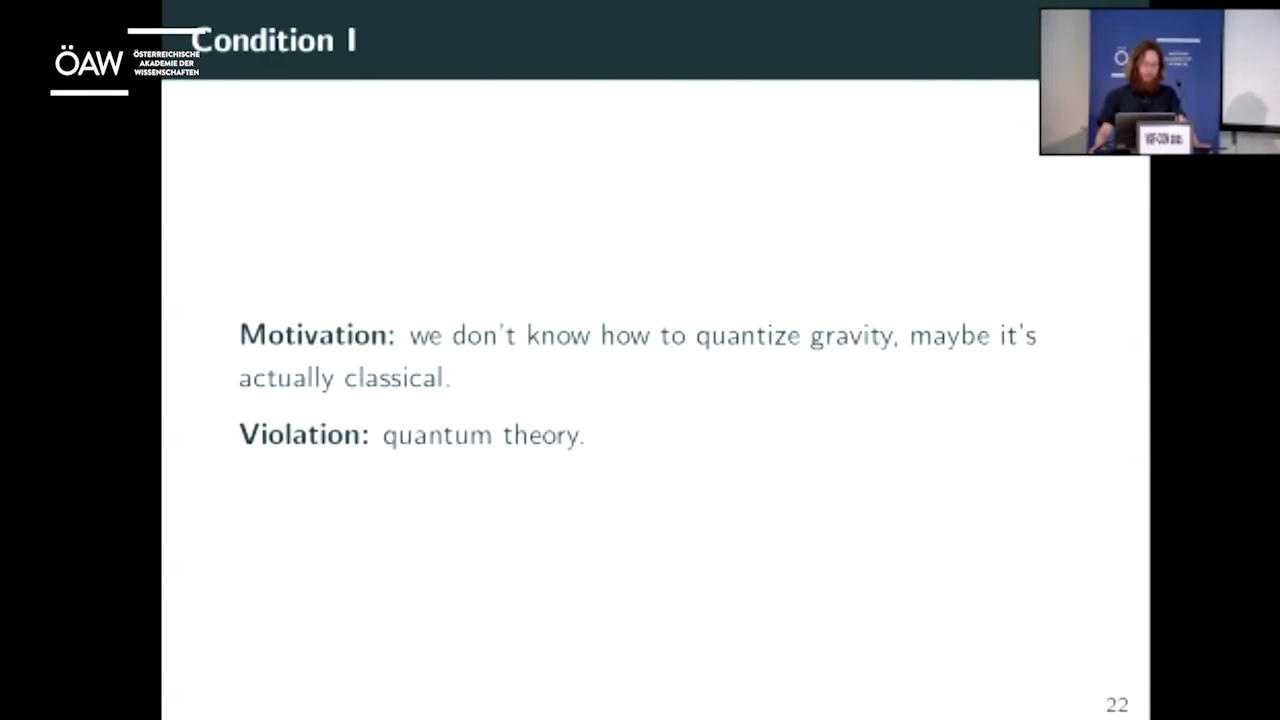 Condition I
ÖAW
ÖSTERREICHISCHE
AKADEMIE DER
WISSENSCHAFTEN
Motivation: we don't know how to quantize gravity, maybe it's
actually classical.
Violation: quantum theory.
22